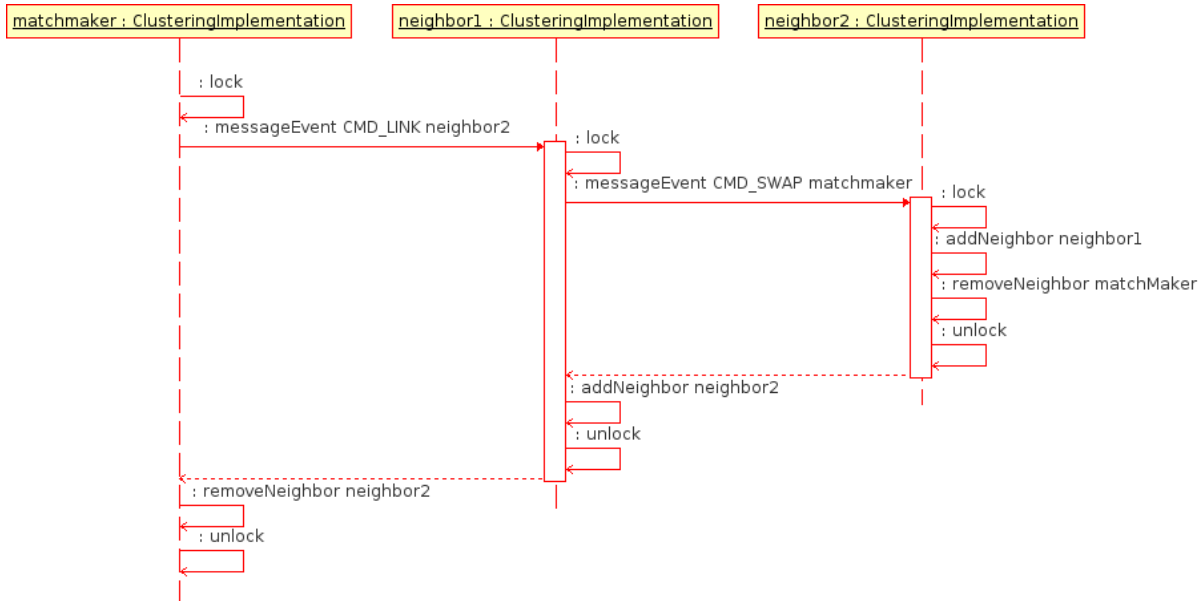 matchmaker : ClusteringImplementation
neighbor1 : ClusteringImplementation
neighbor2 : ClusteringImplementation
: lock
: messageEvent CMD_LINK neighbor2
: lock
: messageEvent CMD_SWAP matchmaker
: lock
: addNeighbor neighbor1
: removeNeighbor matchMaker
: unlock
: addNeighbor neighbor2
: unlock
: removeNeighbor neighbor2
: unlock